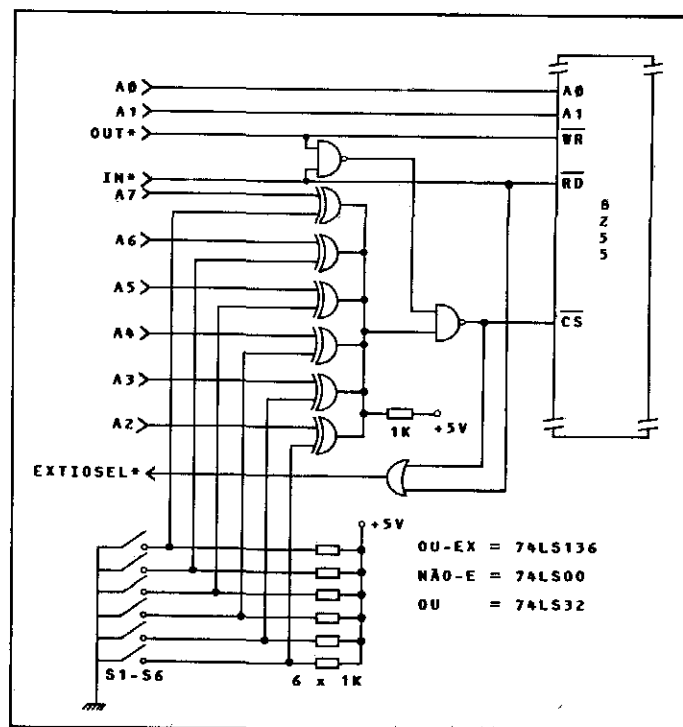 A0
A1
OUT*
IN*
A7
A6
A5
A4
A3
A2
EXTIOSEL*
A0
A1
WR
RD
8
2
5
5
CS
1K
+5V
+5V
OU-EX = 74LS136
NÃO-E = 74LS00
OU = 74LS32
S1-S6
6 x 1K